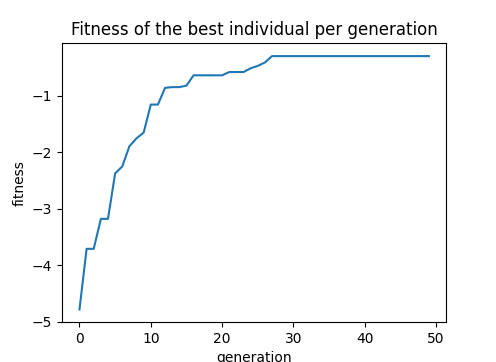 Fitness of the best individual per generation
fitness
−1
−2
−3
−4
−5
0 10 20 30 40 50
generation